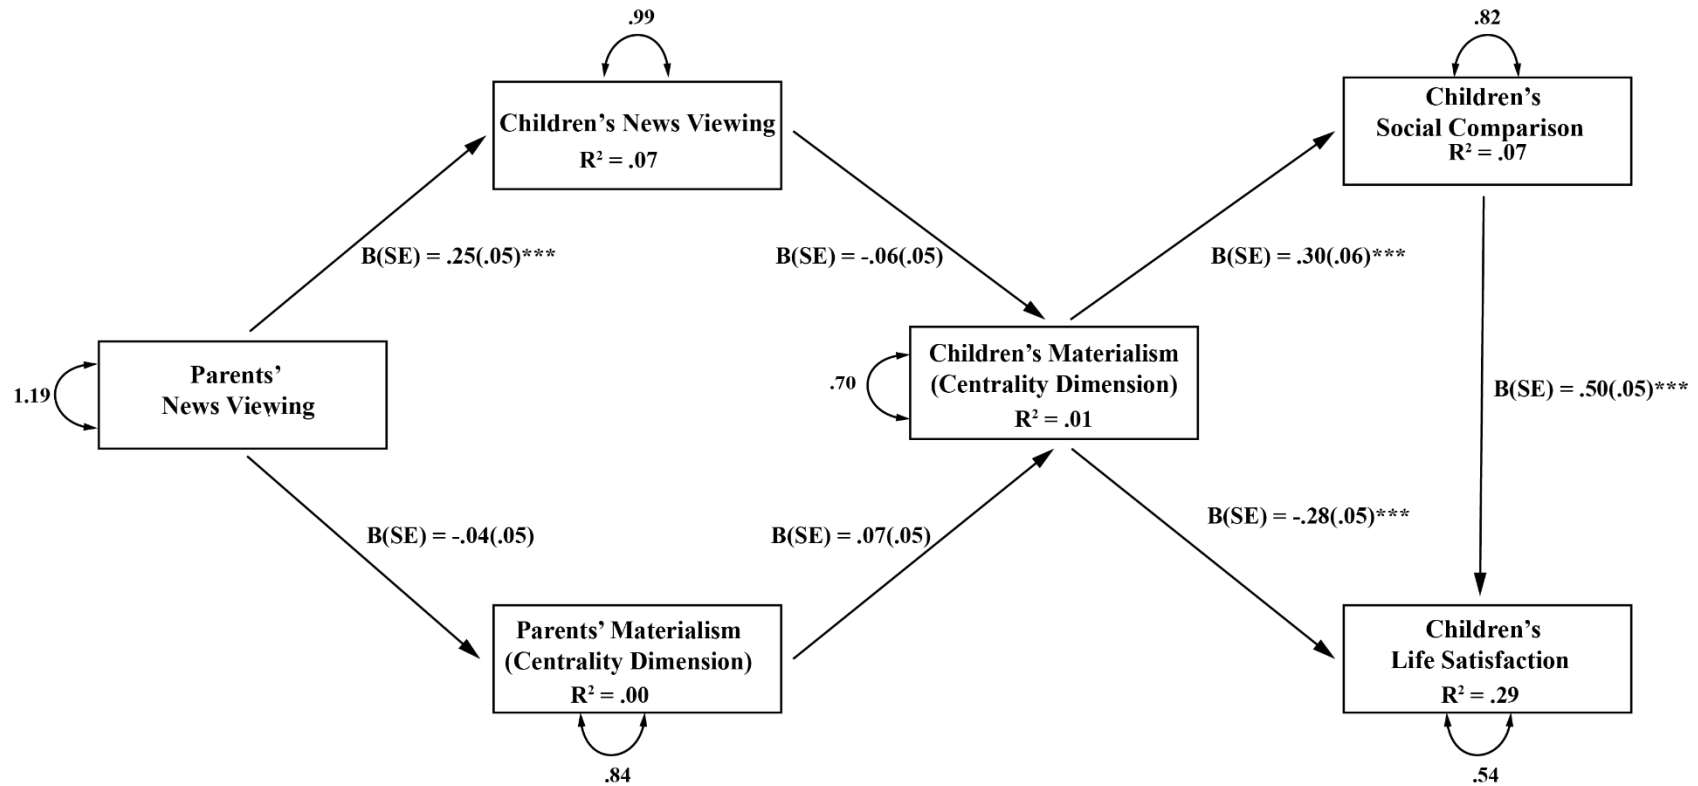 .99
Children’s News Viewing
R² = .07
.82
Children’s
Social Comparison
R² = .07
B(SE) = .25(.05)***
B(SE) = -.06(.05)
B(SE) = .30(.06)***
1.19
Parents’
News Viewing
.70
Children’s Materialism
(Centrality Dimension)
R² = .01
B(SE) = .50(.05)***
B(SE) = -.04(.05)
B(SE) = .07(.05)
B(SE) = -.28(.05)***
Parents’ Materialism
(Centrality Dimension)
R² = .00
.84
Children’s
Life Satisfaction
R² = .29
.54